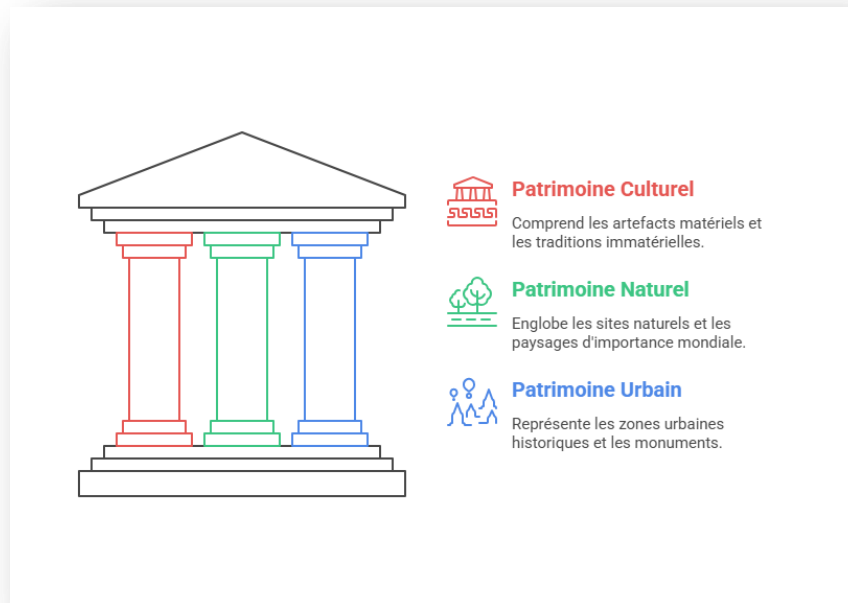 Patrimoine Culturel
Comprend les artefacts matériels et
les traditions immatérielles.
Patrimoine Naturel
Englobe les sites naturels et les
paysages d'importance mondiale.
Patrimoine Urbain
Représente les zones urbaines
historiques et les monuments.